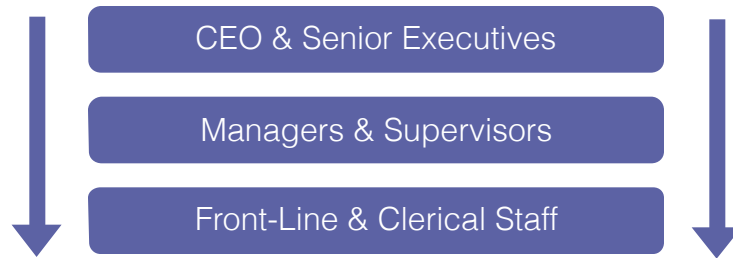 CEO & Senior Executives
Managers & Supervisors
Front-Line & Clerical Staff